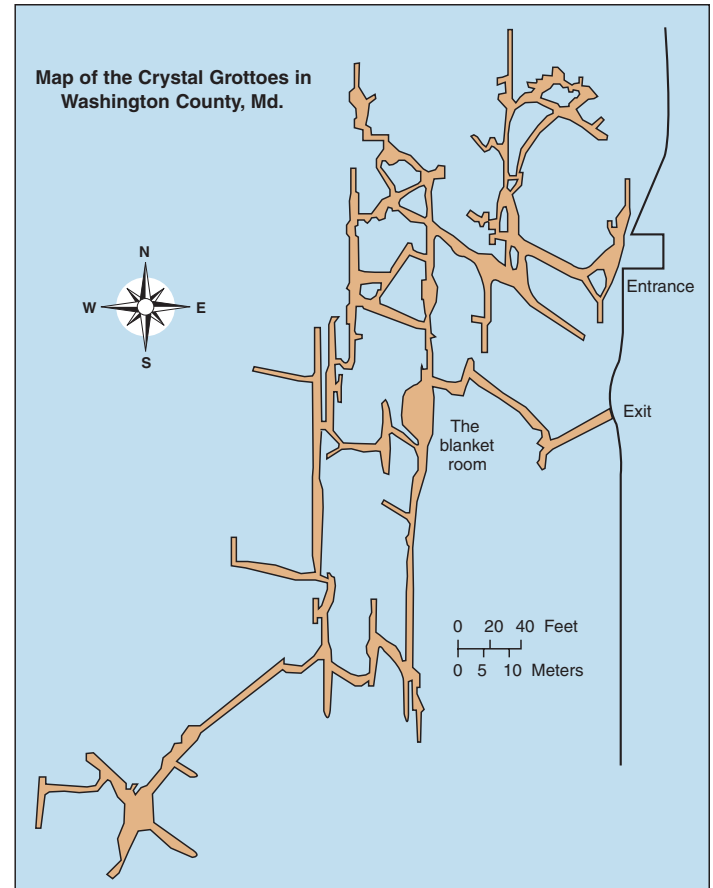 Map of the Crystal Grottoes in
Washington County, Md.
N
W E
S
Entrance
Exit
The
blanket
room
0 20 40 Feet
0 5 10 Meters